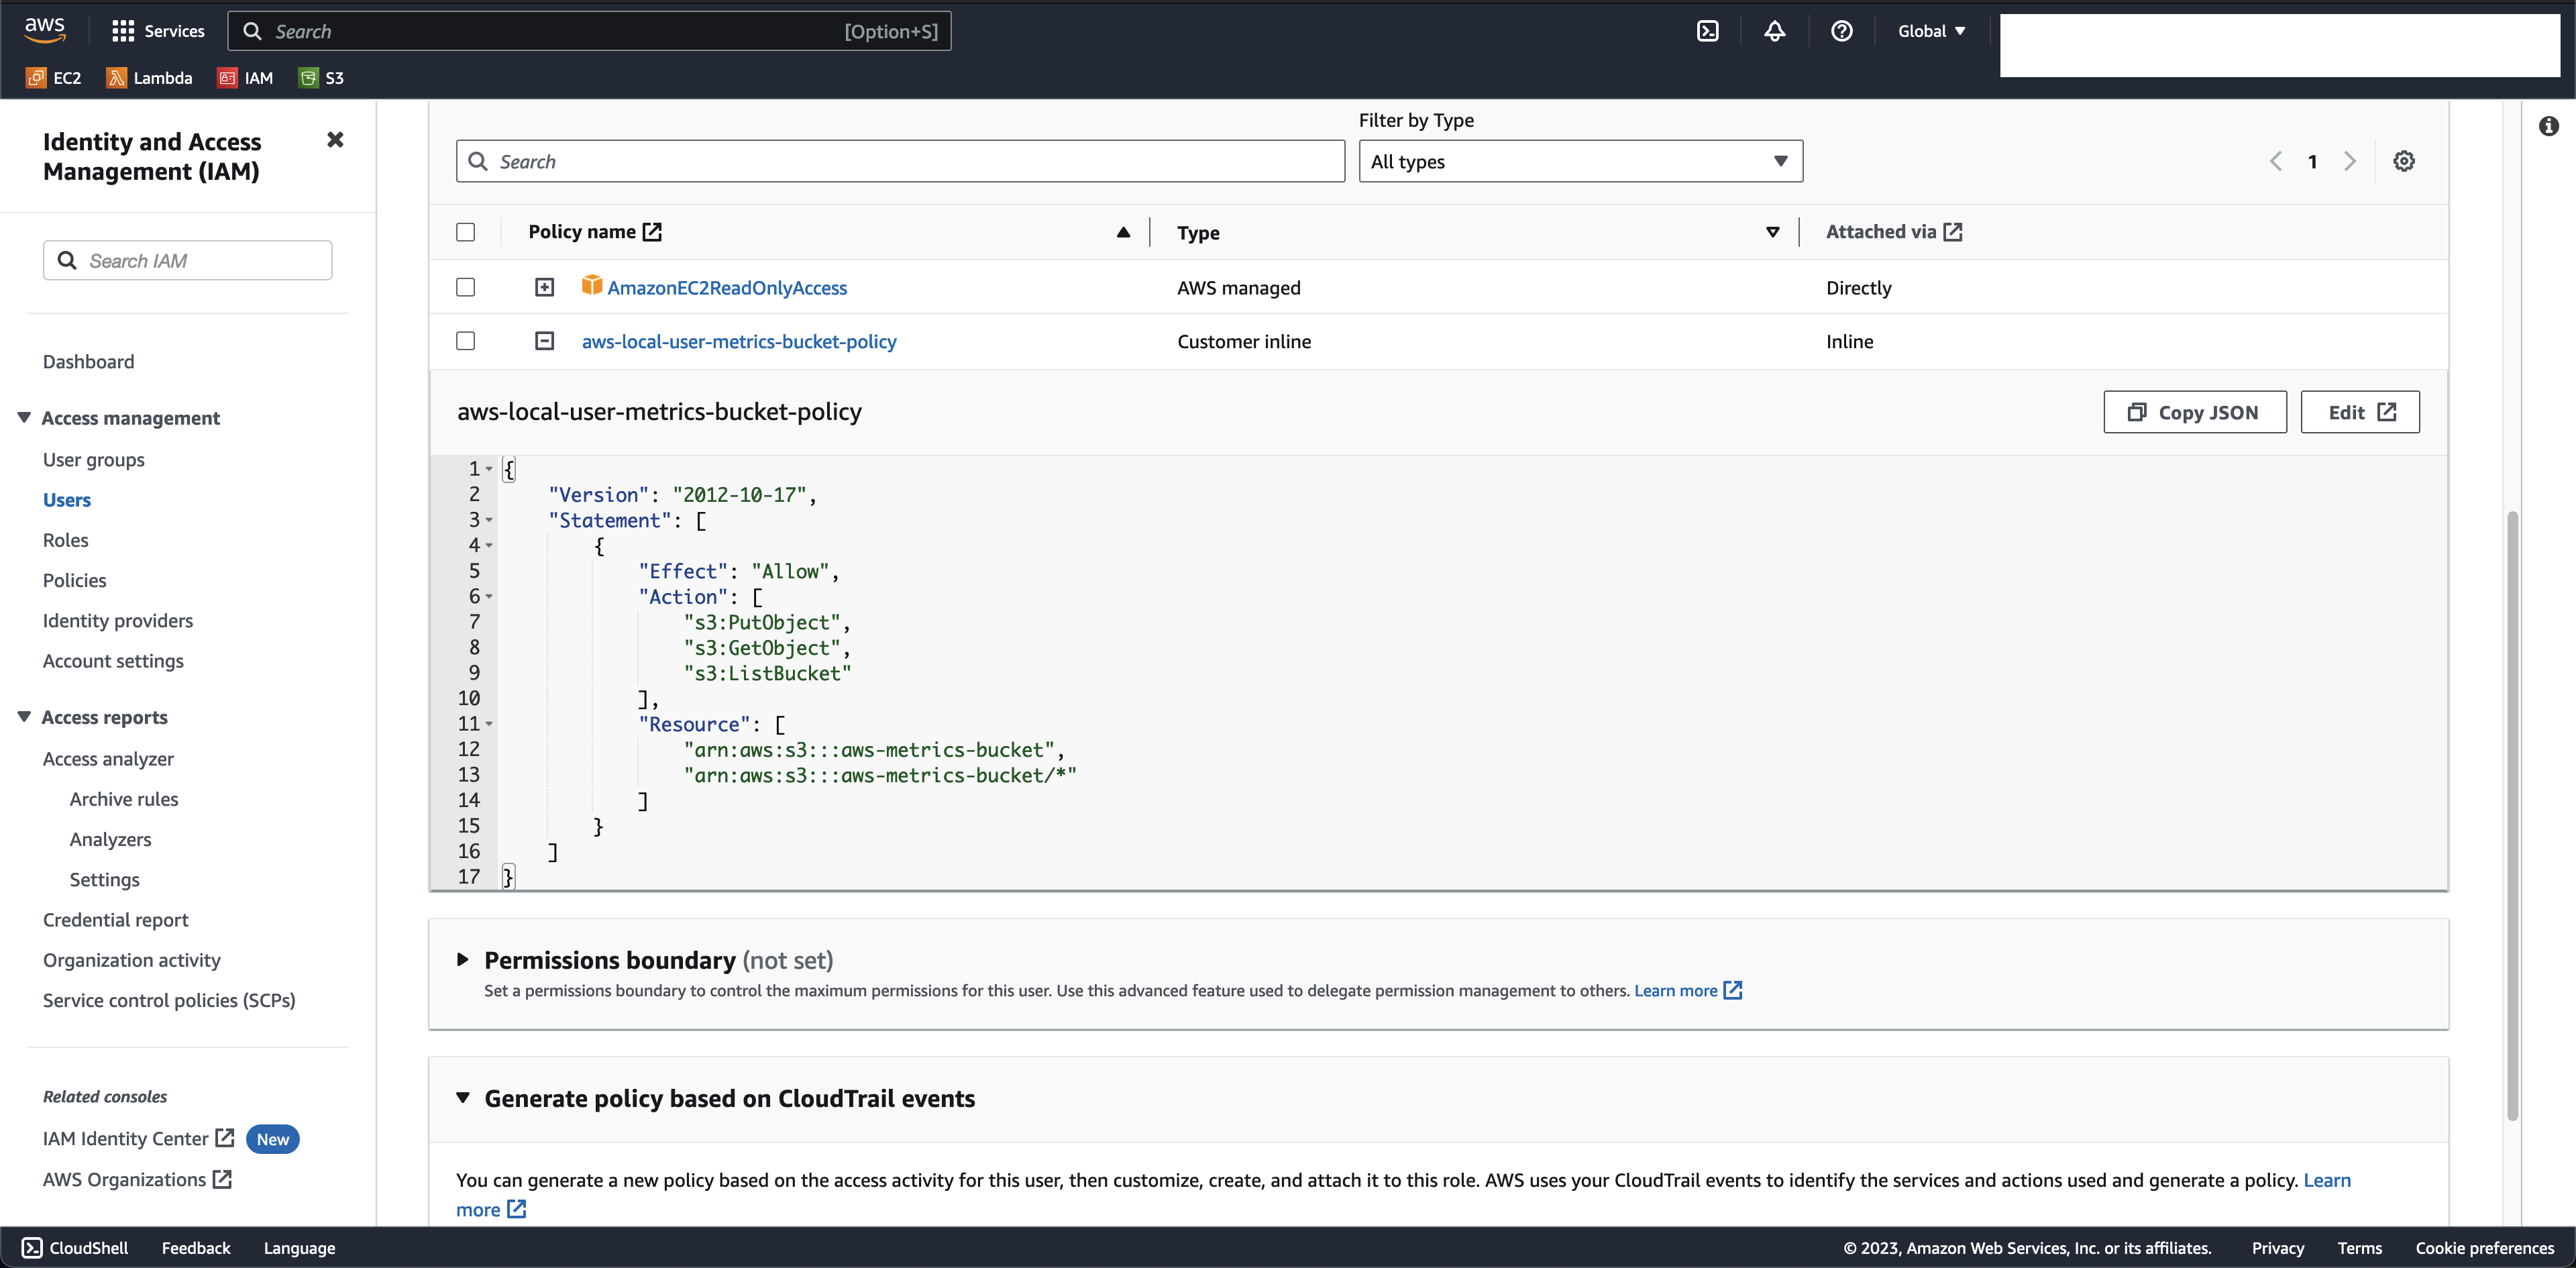 aws
Services
Search
[Option+S]
Global ▼
EC2
Lambda
IAM
S3
Identity and Access
Management (IAM)
Search IAM
Dashboard
Access management
User groups
Users
Roles
Policies
Identity providers
Account settings
Access reports
Access analyzer
Archive rules
Analyzers
Settings
Credential report
Organization activity
Service control policies (SCPs)
Related consoles
IAM Identity Center New
AWS Organizations
Filter by Type
Search
All types
1
Policy name Type Attached via
AmazonEC2ReadOnlyAccess AWS managed Directly
aws-local-user-metrics-bucket-policy Customer inline Inline
aws-local-user-metrics-bucket-policy
Copy JSON
Edit
1 {
2 "Version": "2012-10-17",
3 "Statement": [
4 {
5 "Effect": "Allow",
6 "Action": [
7 "s3:PutObject",
8 "s3:GetObject",
9 "s3:ListBucket"
10 ],
11 "Resource": [
12 "arn:aws:s3:::aws-metrics-bucket",
13 "arn:aws:s3:::aws-metrics-bucket/*"
14 ]
15 }
16 ]
17 }
Permissions boundary (not set)
Set a permissions boundary to control the maximum permissions for this user. Use this advanced feature used to delegate permission management to others. Learn more
Generate policy based on CloudTrail events
You can generate a new policy based on the access activity for this user, then customize, create, and attach it to this role. AWS uses your CloudTrail events to identify the services and actions used and generate a policy. Learn
more
CloudShell Feedback Language
© 2023, Amazon Web Services, Inc. or its affiliates. Privacy Terms Cookie preferences